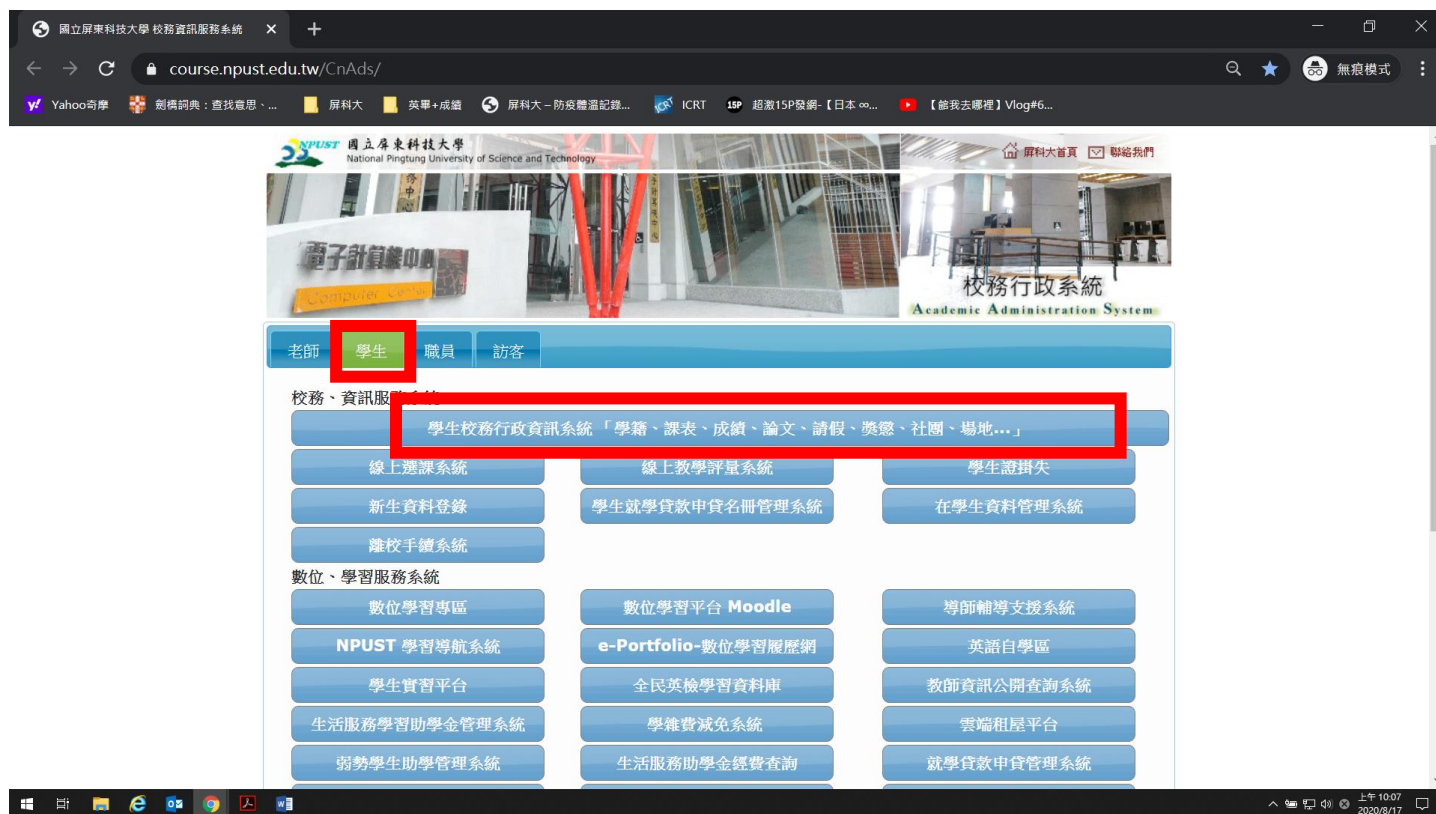 國立屏東科技大學 校務資訊服務系統
course.npust.edu.tw/CnAds/
無痕模式
Yahoo奇摩
劍橋詞典：查找意思、...
屏科大
英畢+成績
屏科大 – 防疫體溫記錄...
ICRT
15P
超激15P發網-【日本 ∞...
【館我去哪裡】Vlog#6...
NPUST 國立屏東科技大學
National Pingtung University of Science and Technology
屏科大首頁
聯絡我們
電子計算機中心
Computer Center
校務行政系統
Academic Administration System
老師 學生 職員 訪客
校務、資訊服務系統
學生校務行政資訊系統「學籍、課表、成績、論文、請假、獎懲、社團、場地...」
線上選課系統 線上教學評量系統 學生證掛失
新生資料登錄 學生就學貸款申貸名冊管理系統 在學生資料管理系統
離校手續系統
數位、學習服務系統
數位學習專區 數位學習平台 Moodle 導師輔導支援系統
NPUST 學習導航系統 e-Portfolio-數位學習履歷網 英語自學區
學生實習平台 全民英檢學習資料庫 教師資訊公開查詢系統
生活服務學習助學金管理系統 學雜費減免系統 雲端租屋平台
弱勢學生助學管理系統 生活服務助學金經費查詢 就學貸款申貸管理系統
上午 10:07
2020/8/17